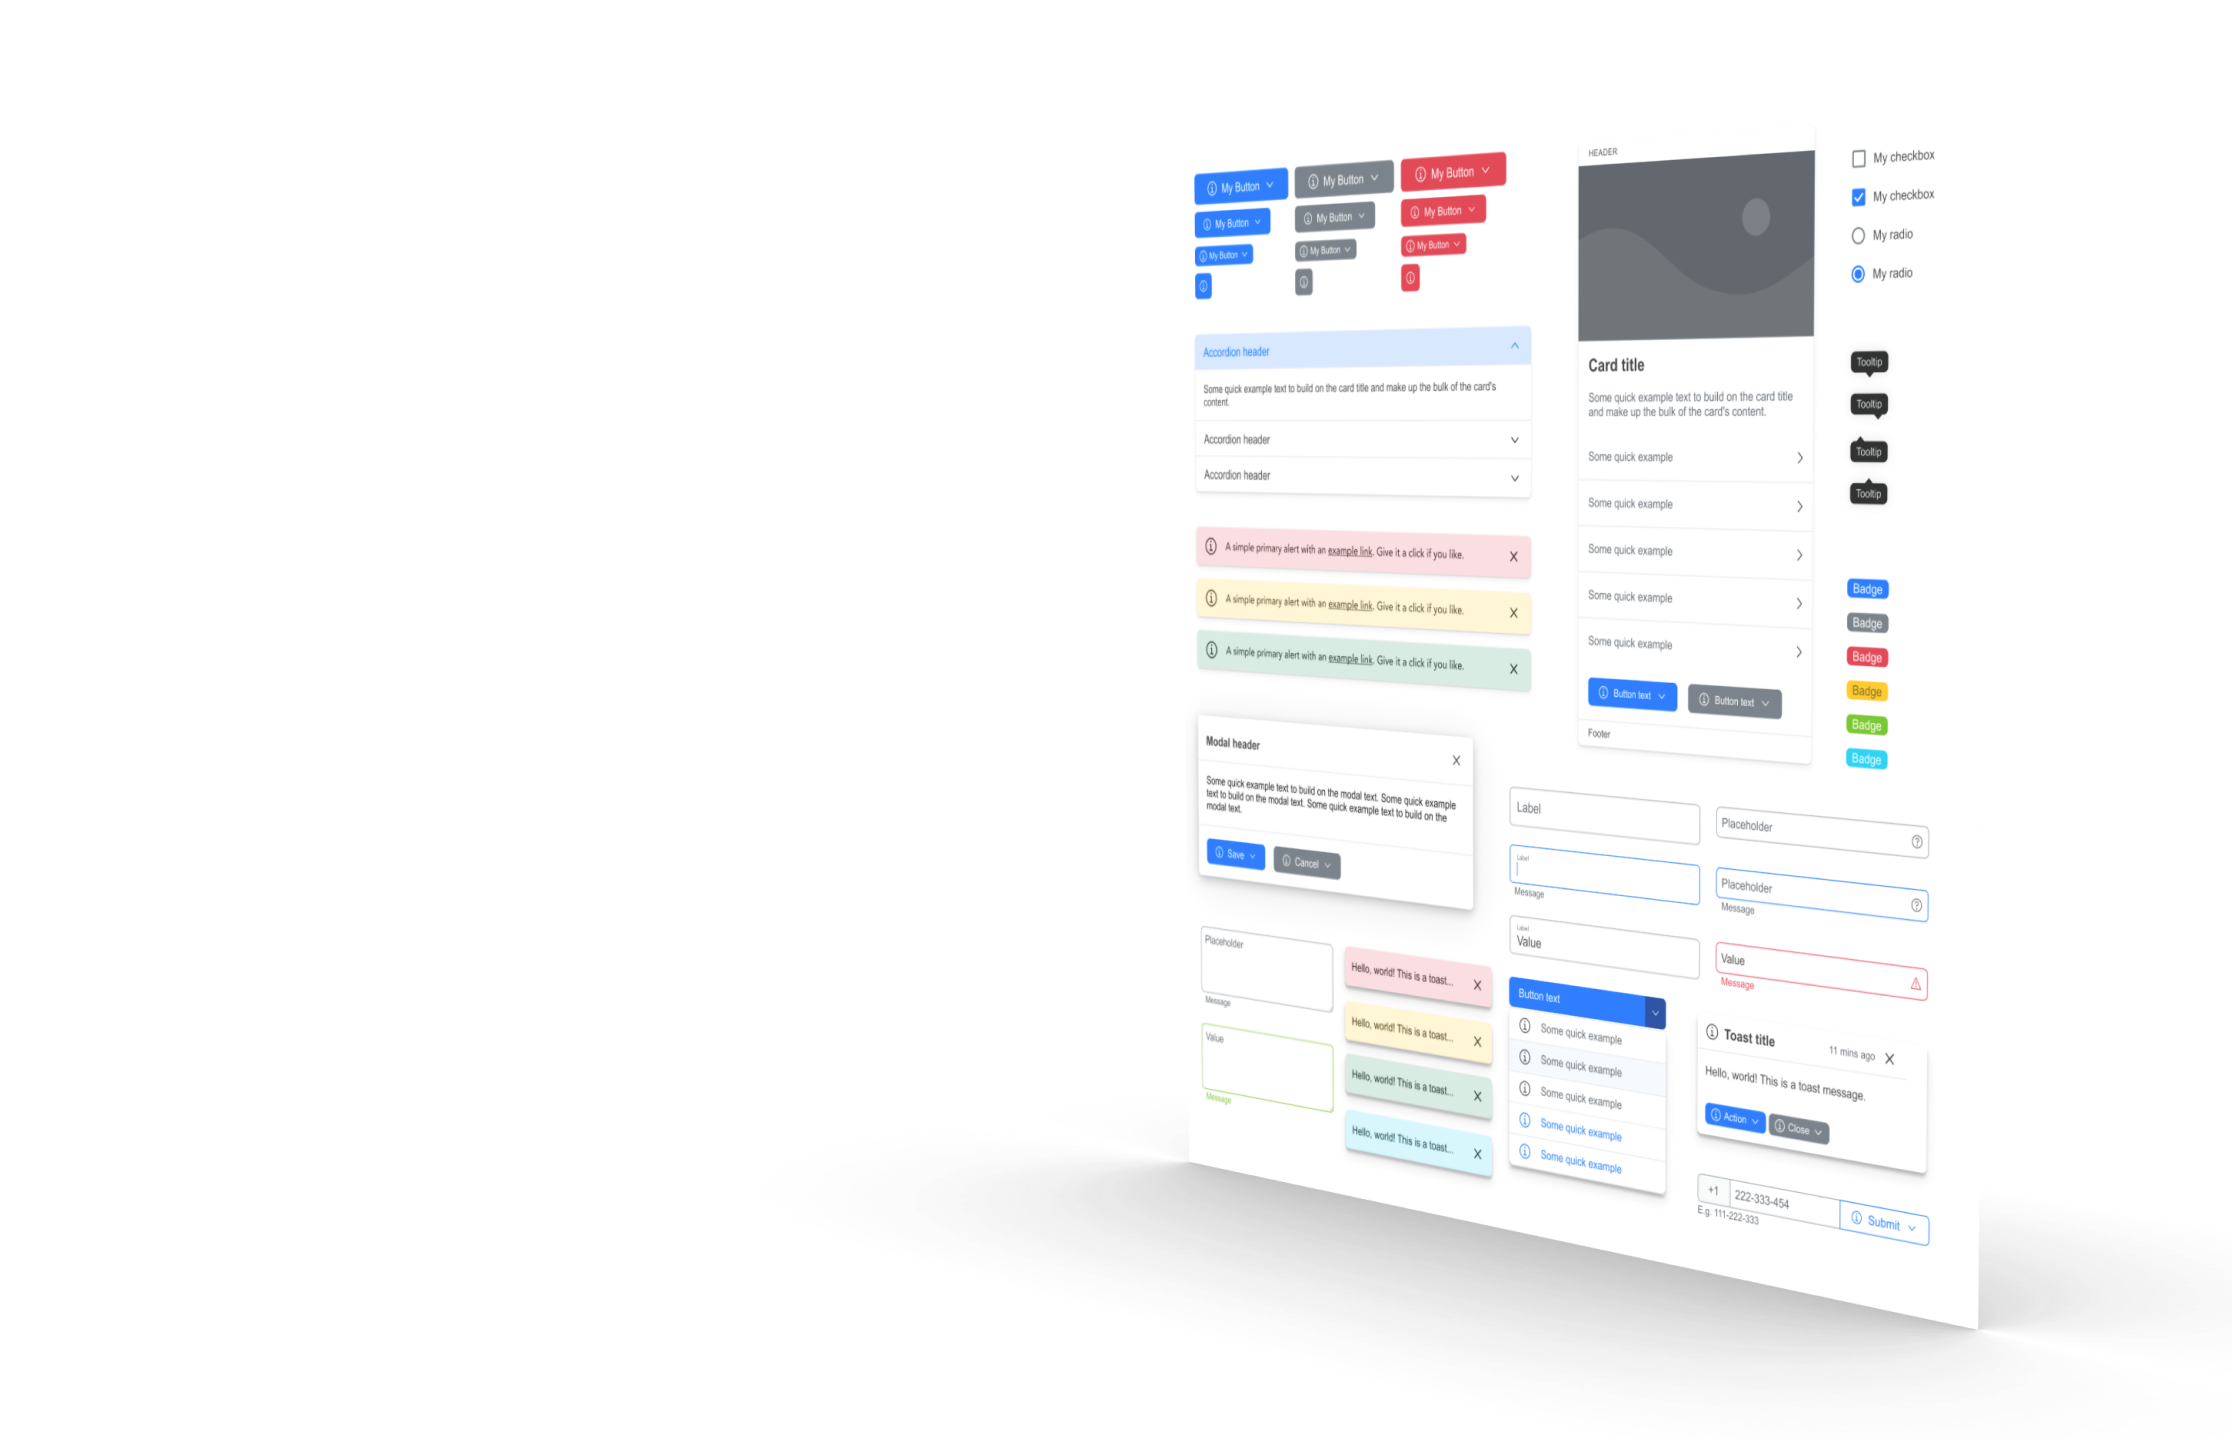 My Button
My Button
My Button
My Button
My Button
My Button
My Button
My Button
My Button
Accordion header
Some quick example text to build on the card title and make up the bulk of the card's
content.
Accordion header
Accordion header
A simple primary alert with an example link. Give it a click if you like.
A simple primary alert with an example link. Give it a click if you like.
A simple primary alert with an example link. Give it a click if you like.
HEADER
Card title
Some quick example text to build on the card title
and make up the bulk of the card's content.
Some quick example
Some quick example
Some quick example
Some quick example
Some quick example
Button text
Button text
Footer
My checkbox
My checkbox
My radio
My radio
Tooltip
Tooltip
Tooltip
Tooltip
Badge
Badge
Badge
Badge
Badge
Badge
Modal header
Some quick example text to build on the modal text. Some quick example
text to build on the modal text. Some quick example text to build on the
modal text.
Save
Cancel
Label
Label
Message
Label
Value
Placeholder
Placeholder
Message
Value
Message
Placeholder
Message
Value
Message
Hello, world! This is a toast...
Hello, world! This is a toast...
Hello, world! This is a toast...
Hello, world! This is a toast...
Button text
Some quick example
Some quick example
Some quick example
Some quick example
Some quick example
Toast title
11 mins ago
Hello, world! This is a toast message.
Action
Close
+1
222-333-454
Submit
E.g. 111-222-333